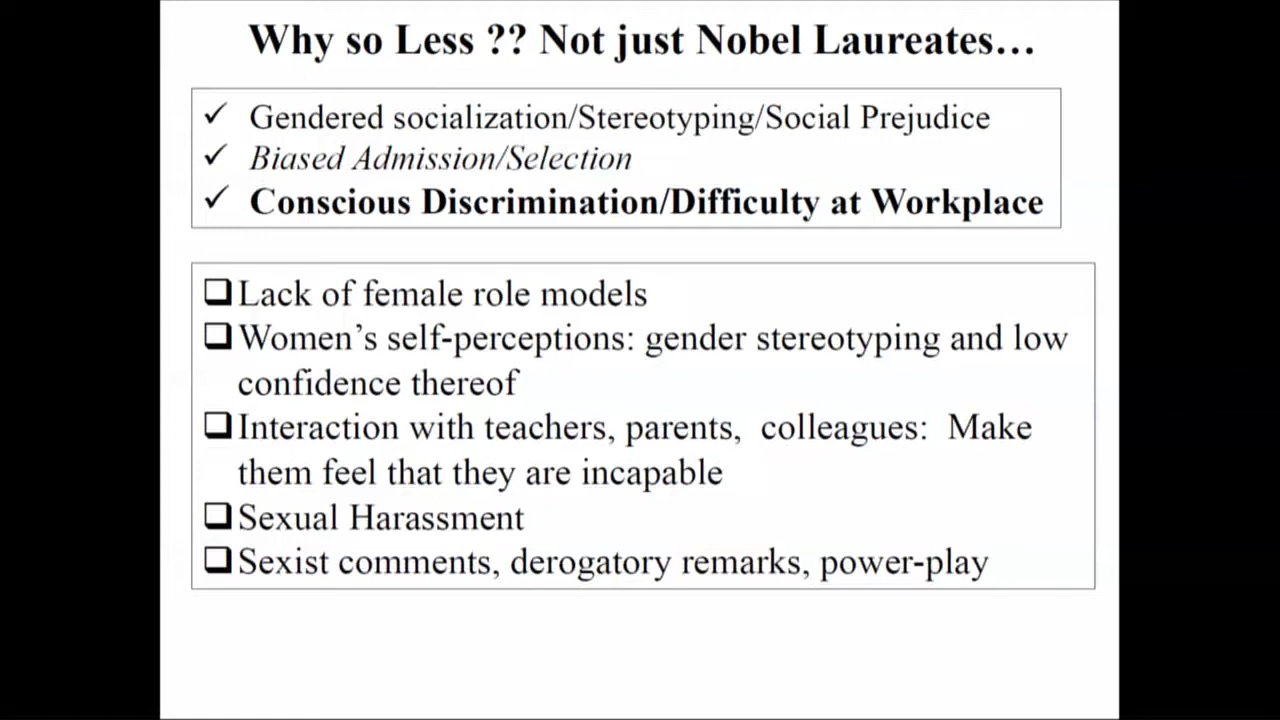 Why so Less ?? Not just Nobel Laureates...
✓ Gendered socialization/Stereotyping/Social Prejudice
✓ Biased Admission/Selection
✓ Conscious Discrimination/Difficulty at Workplace
❑Lack of female role models
❑Women’s self-perceptions: gender stereotyping and low
confidence thereof
❑Interaction with teachers, parents, colleagues: Make
them feel that they are incapable
❑Sexual Harassment
❑Sexist comments, derogatory remarks, power-play